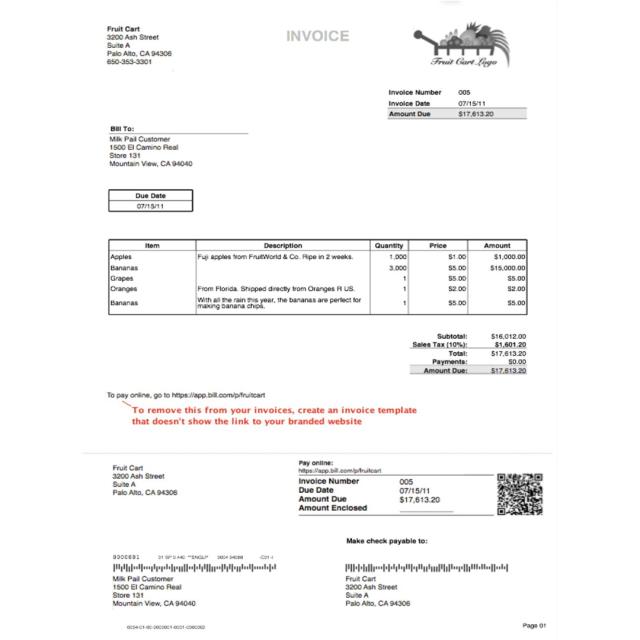 Fruit Cart
3200 Ash Street
Suite A
Palo Alto, CA 94306
650-353-3301
INVOICE
Fruit Cart Logo
Invoice Number 005
Invoice Date 07/15/11
Amount Due $17,613.20
Bill To:
Milk Pail Customer
1500 El Camino Real
Store 131
Mountain View, CA 94040
Due Date
07/15/11
Item Description Quantity Price Amount
Apples Fuji apples from FruitWorld & Co. Ripe in 2 weeks. 1,000 $1.00 $1,000.00
Bananas 3,000 $5.00 $15,000.00
Grapes 1 $5.00 $5.00
Oranges From Florida. Shipped directly from Oranges R US. 1 $2.00 $2.00
Bananas With all the rain this year, the bananas are perfect for making banana chips. 1 $5.00 $5.00
Subtotal: $16,012.00
Sales Tax (10%): $1,601.20
Total: $17,613.20
Payments: $0.00
Amount Due: $17,613.20
To pay online, go to https://app.bill.com/p/fruitcart
To remove this from your invoices, create an invoice template
that doesn't show the link to your branded website
Fruit Cart
3200 Ash Street
Suite A
Palo Alto, CA 94306
Pay online:
https://app.bill.com/p/fruitcart
Invoice Number 005
Due Date 07/15/11
Amount Due $17,613.20
Amount Enclosed
Make check payable to:
Milk Pail Customer
1500 El Camino Real
Store 131
Mountain View, CA 94040
Fruit Cart
3200 Ash Street
Suite A
Palo Alto, CA 94306
Page 01